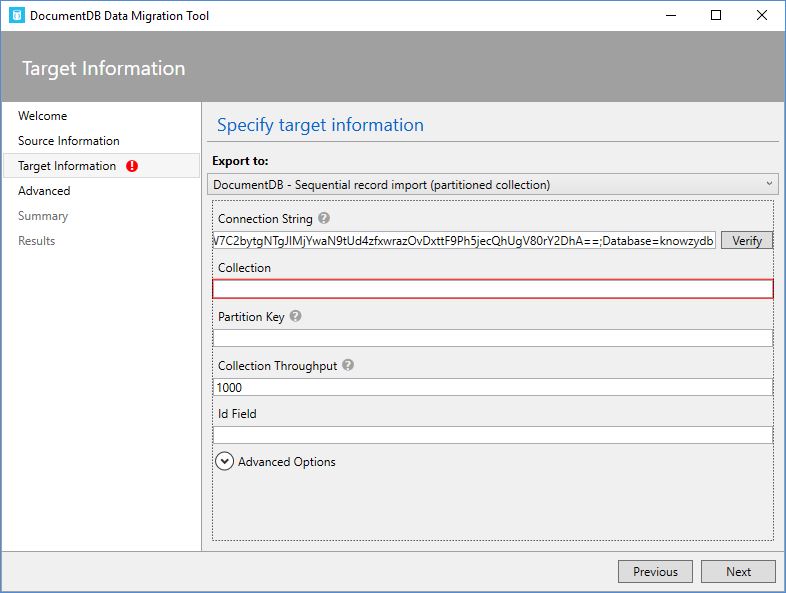 DocumentDB Data Migration Tool
Target Information
Welcome
Source Information
Target Information
Advanced
Summary
Results
Specify target information
Export to:
DocumentDB - Sequential record import (partitioned collection)
Connection String
V7C2bytgNTgJlMjYwaN9tUd4zfxwrazOvDxttF9Ph5jecQhUgV80rY2DhA==;Database=knowzydb
Verify
Collection
Partition Key
Collection Throughput
1000
Id Field
Advanced Options
Previous
Next